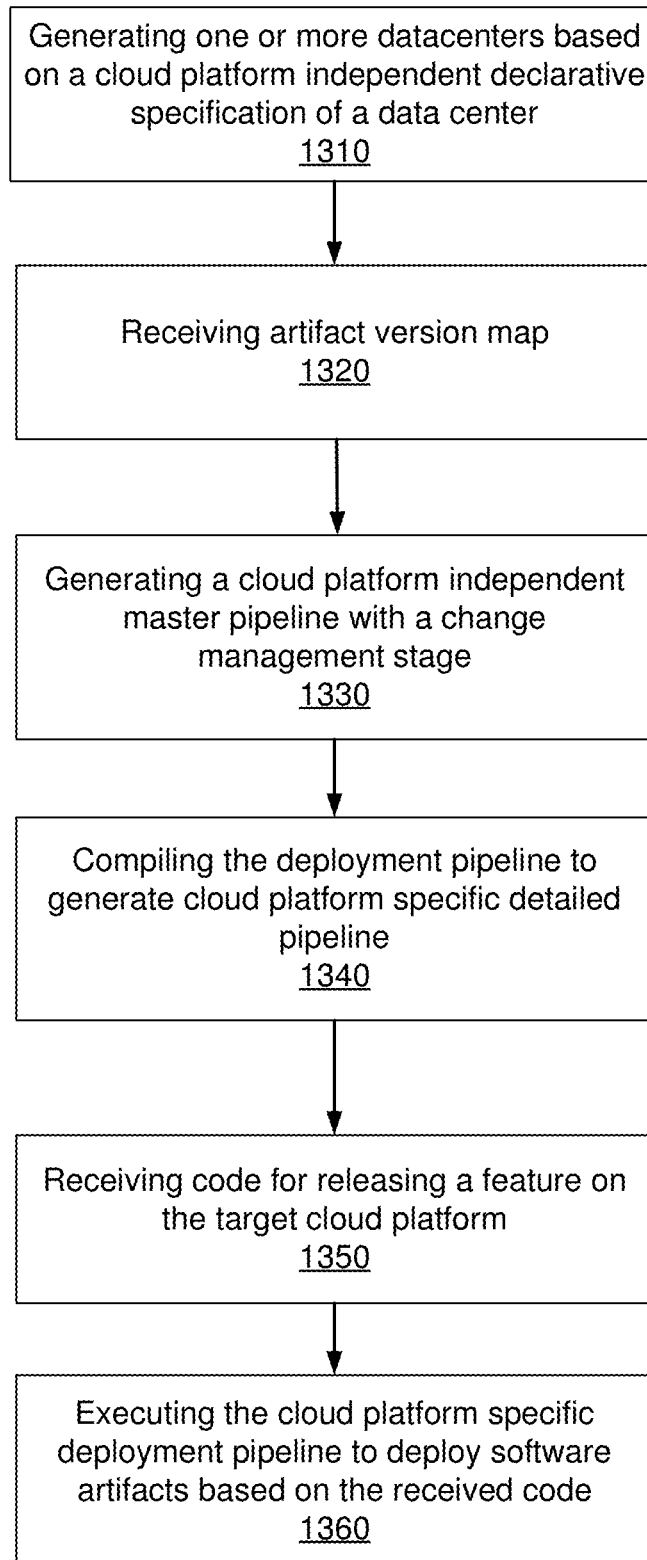 Generating one or more datacenters based
on a cloud platform independent declarative
specification of a data center
1310
Receiving artifact version map
1320
Generating a cloud platform independent
master pipeline with a change
management stage
1330
Compiling the deployment pipeline to
generate cloud platform specific detailed
pipeline
1340
Receiving code for releasing a feature on
the target cloud platform
1350
Executing the cloud platform specific
deployment pipeline to deploy software
artifacts based on the received code
1360